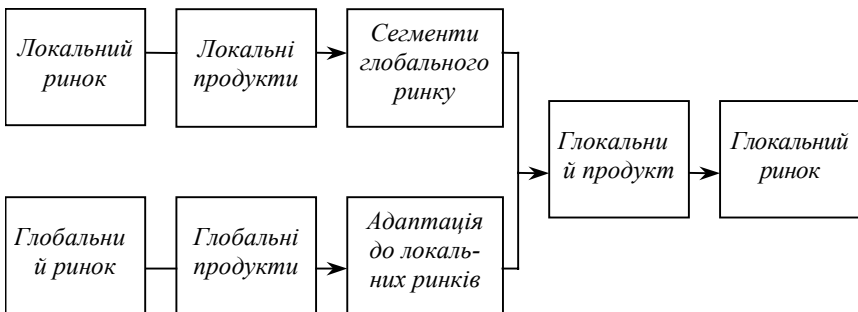 Локальний
ринок
Локальні
продукти
Сегменти
глобального
ринку
Глокальни
й продукт
Глокальний
ринок
Глобальни
й ринок
Глобальні
продукти
Адаптація
до локаль-
них ринків